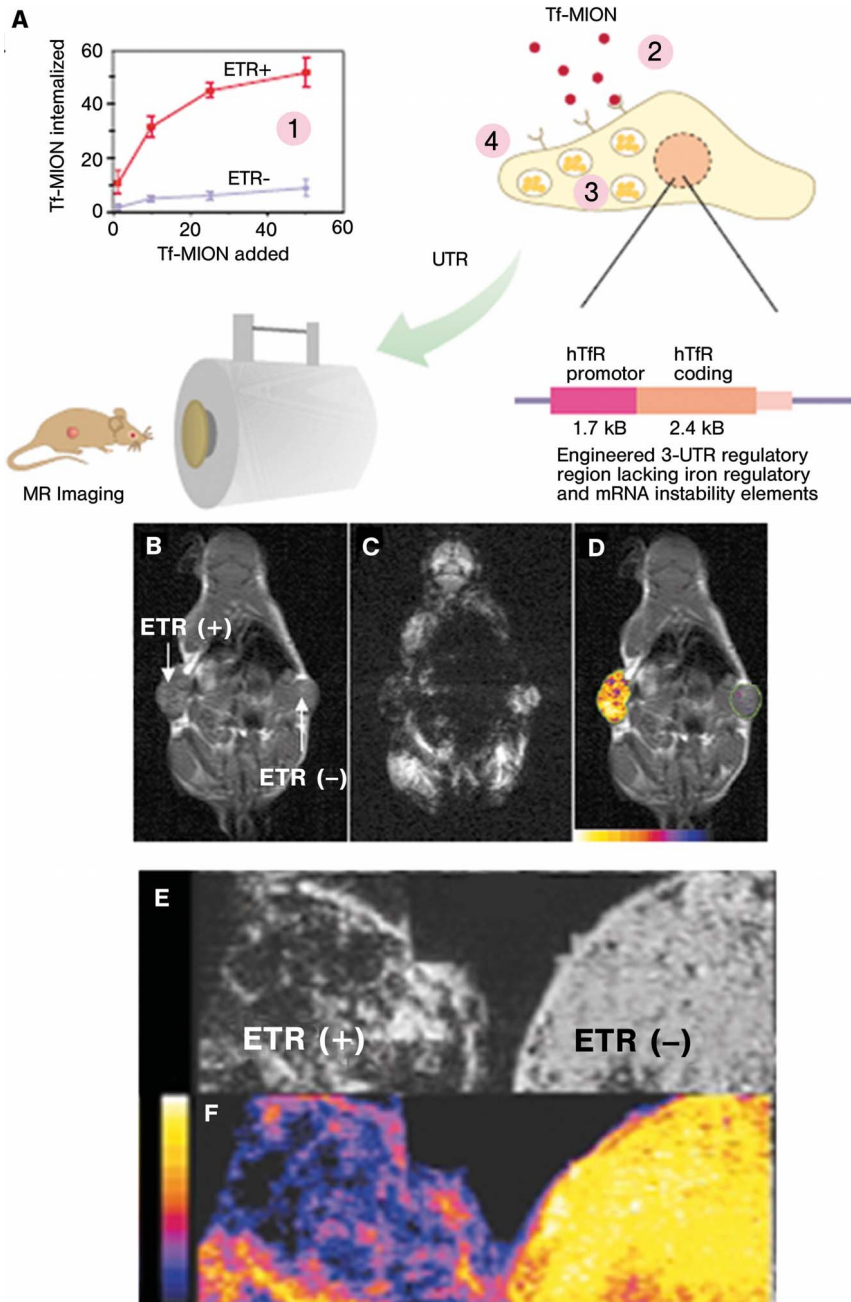 A
Tf-MION internalized
60
40
20
0
0
20
40
60
Tf-MION added
ETR+
ETR-
1
Tf-MION
2
4
3
UTR
MR Imaging
hTfR
promotor
hTfR
coding
1.7 kB
2.4 kB
Engineered 3-UTR regulatory
region lacking iron regulatory
and mRNA instability elements
B
ETR (+)
ETR (–)
C
D
E
ETR (+)
ETR (–)
F